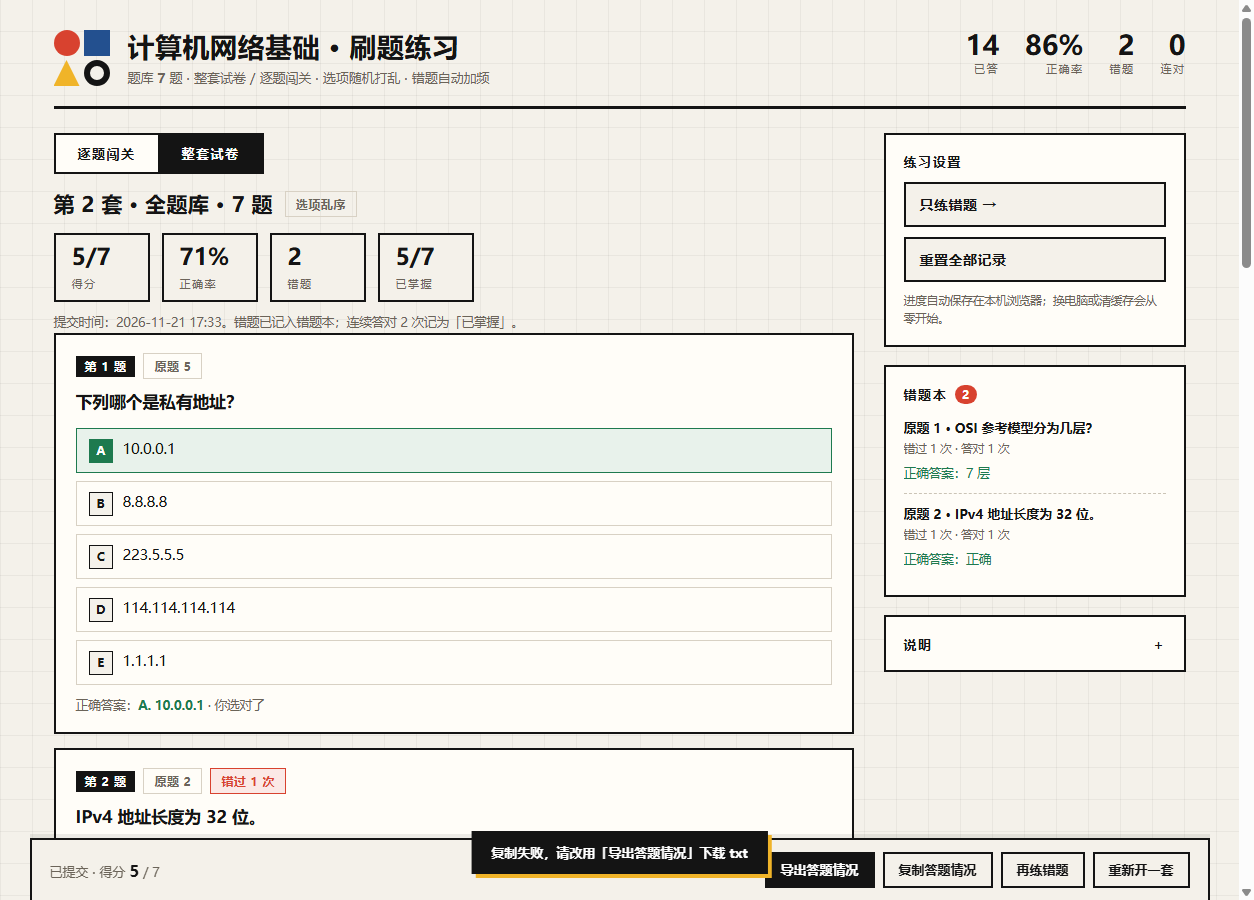 计算机网络基础 • 刷题练习
题库 7 题 · 整套试卷 / 逐题闯关 · 选项随机打乱 · 错题自动加频
14 已答
86% 正确率
2 错题
0 连对
逐题闯关
整套试卷
第 2 套 • 全题库 • 7 题
选项乱序
5/7 得分
71% 正确率
2 错题
5/7 已掌握
提交时间：2026-11-21 17:33。错题已记入错题本；连续答对 2 次记为「已掌握」。
第 1 题
原题 5
下列哪个是私有地址？
A 10.0.0.1
B 8.8.8.8
C 223.5.5.5
D 114.114.114.114
E 1.1.1.1
正确答案：A. 10.0.0.1 · 你选对了
第 2 题
原题 2
错过 1 次
IPv4 地址长度为 32 位。
练习设置
只练错题 →
重置全部记录
进度自动保存在本机浏览器；换电脑或清缓存会从
零开始。
错题本 2
原题 1 • OSI 参考模型分为几层？
错过 1 次 · 答对 1 次
正确答案：7 层
原题 2 • IPv4 地址长度为 32 位。
错过 1 次 · 答对 1 次
正确答案：正确
说明 +
已提交 · 得分 5 / 7
复制失败，请改用「导出答题情况」下载 txt
导出答题情况
复制答题情况
再练错题
重新开一套